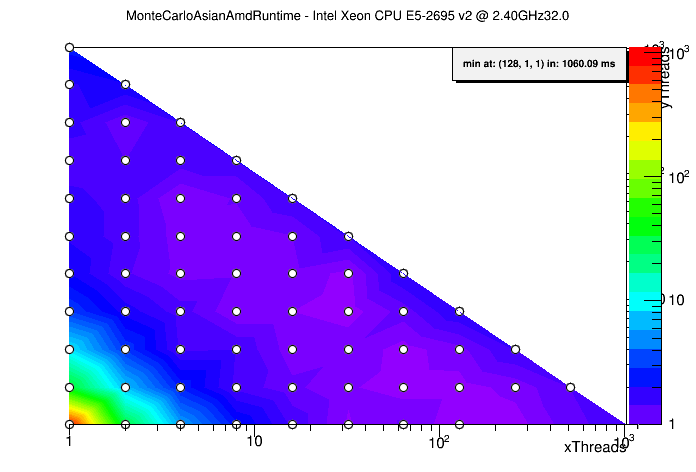 MonteCarloAsianAmdRuntime - Intel Xeon CPU E5-2695 v2 @ 2.40GHz32.0
min at: (128, 1, 1) in: 1060.09 ms
10³
10³
yThreads
10²
10
1
1
10
10²
10³
xThreads